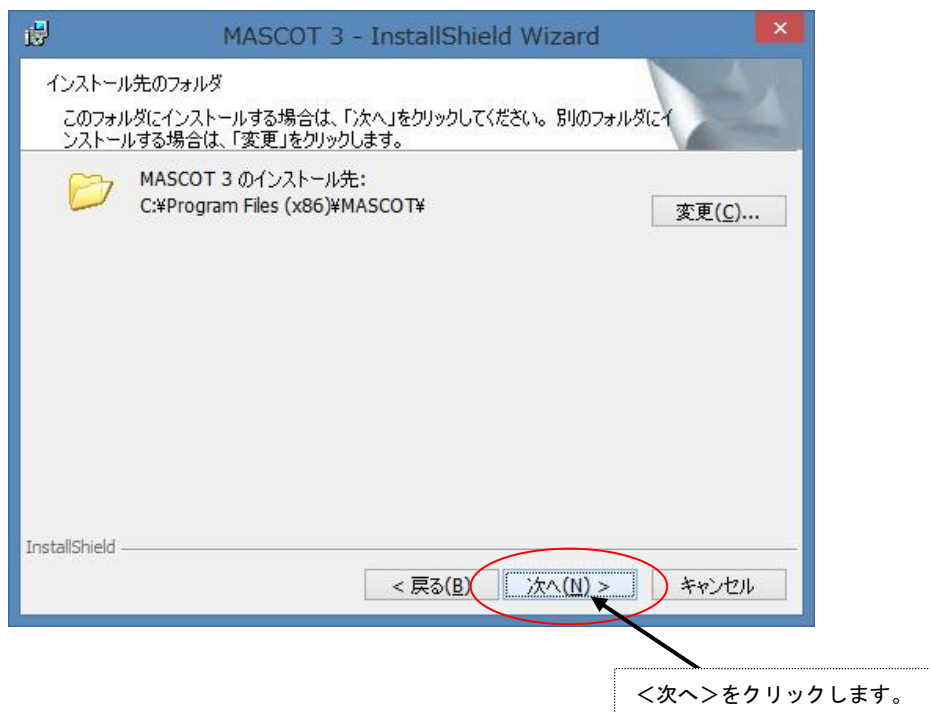 MASCOT 3 - InstallShield Wizard
インストール先のフォルダ
このフォルダにインストールする場合は、「次へ」をクリックしてください。別のフォルダにイ
ンストールする場合は、「変更」をクリックします。
MASCOT 3 のインストール先:
C:¥Program Files (x86)¥MASCOT¥
変更(C)...
InstallShield
< 戻る(B)
次へ(N) >
キャンセル
＜次へ＞をクリックします。